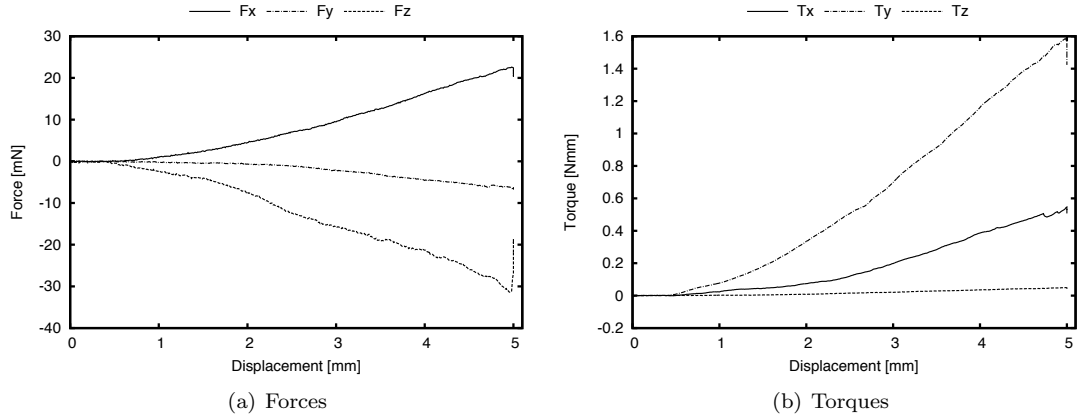 Fx Fy Fz
30
20
10
0
-10
-20
-30
-40
Force [mN]
0 1 2 3 4 5
Displacement [mm]
(a) Forces
Tx Ty Tz
1.6
1.4
1.2
1
0.8
0.6
0.4
0.2
0
-0.2
Torque [Nmm]
0 1 2 3 4 5
Displacement [mm]
(b) Torques